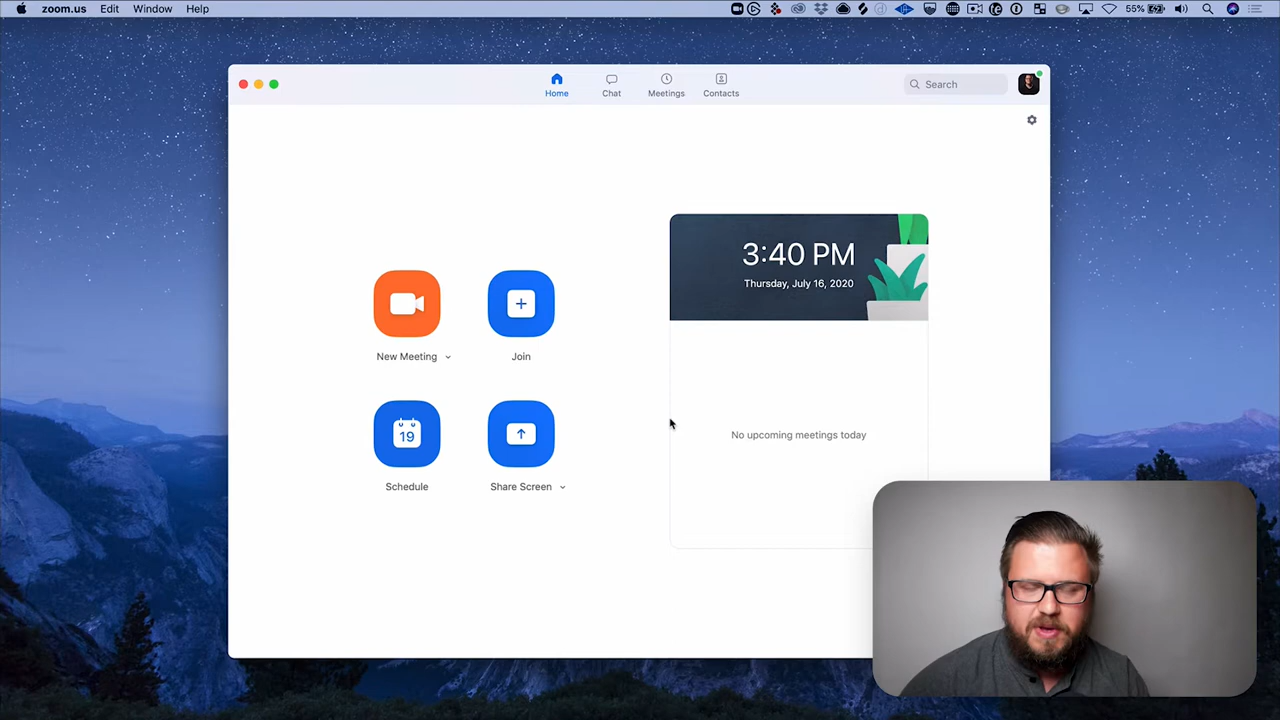 zoom.us Edit Window Help 55%
Home Chat Meetings Contacts Search
3:40 PM
Thursday, July 16, 2020
New Meeting Join
19
Schedule Share Screen
No upcoming meetings today